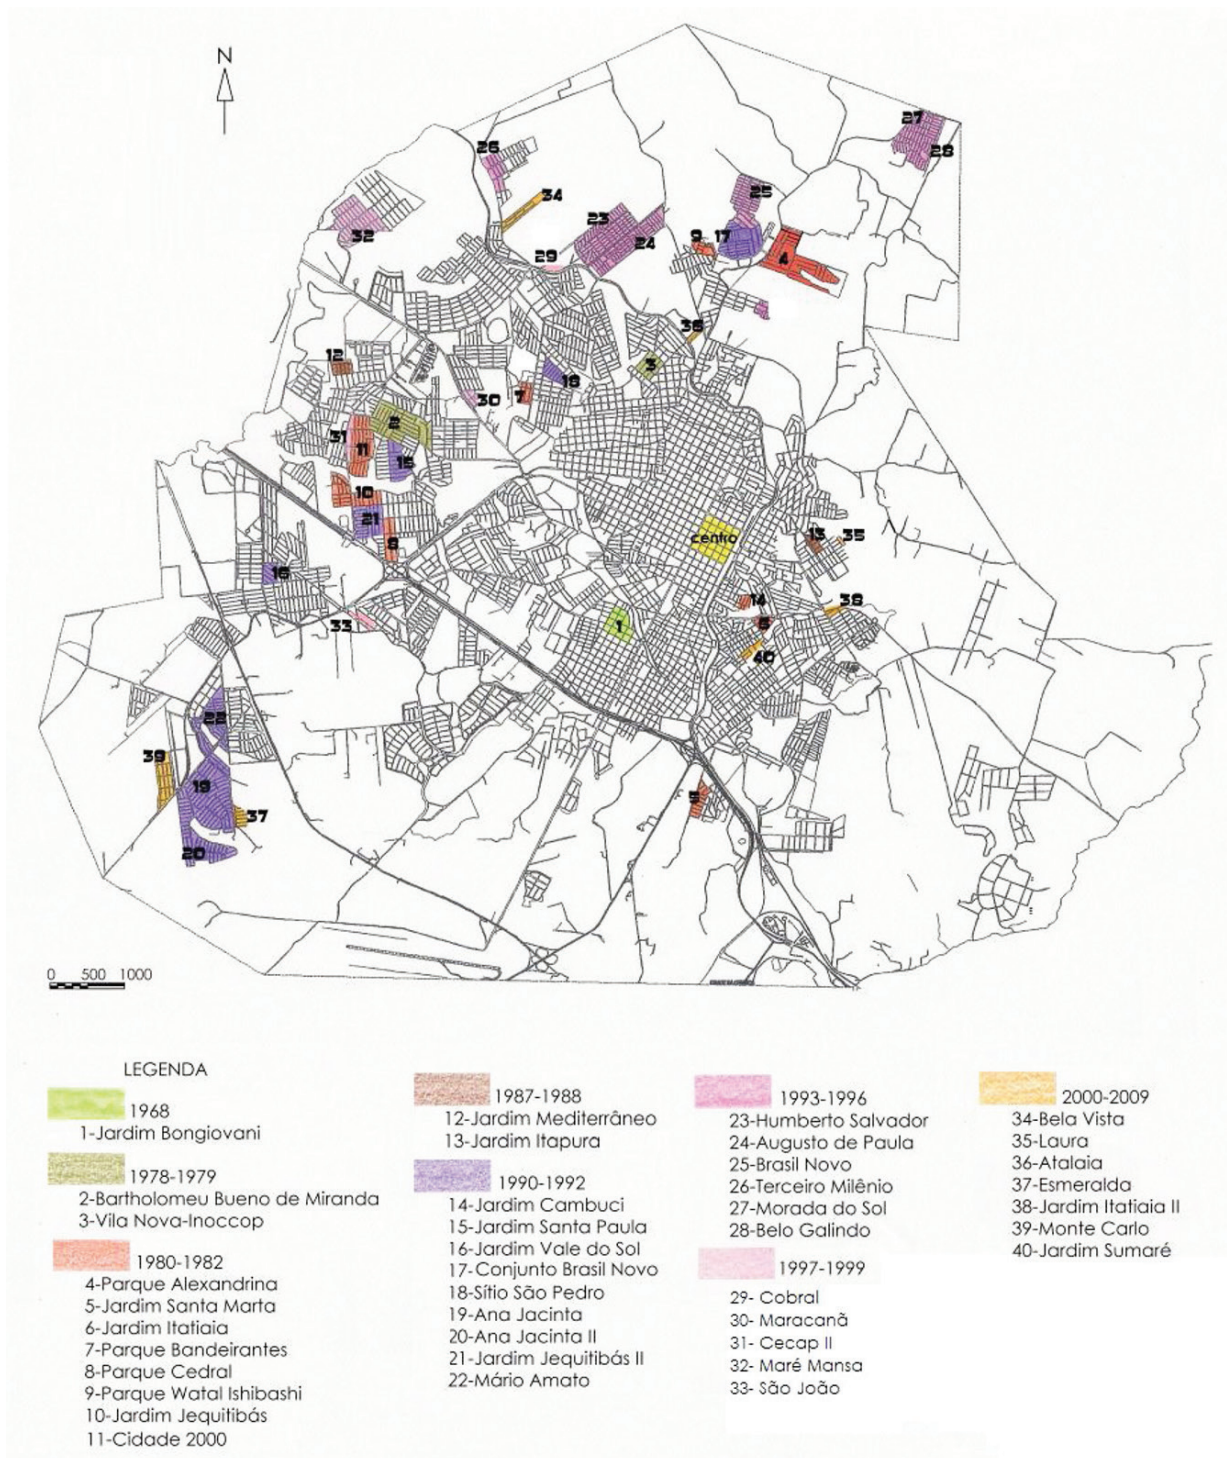 N
27
28
26
34
25
23
32
24
9
17
4
29
36
3
12
18
7
30
2
31
11
15
10
21
8
centro
13
35
16
14
38
33
1
6
40
22
39
19
37
5
20
0 500 1000
LEGENDA
1968
1-Jardim Bongiovani
1978-1979
2-Bartholomeu Bueno de Miranda
3-Vila Nova-Inoccop
1980-1982
4-Parque Alexandrina
5-Jardim Santa Marta
6-Jardim Itatiaia
7-Parque Bandeirantes
8-Parque Cedral
9-Parque Watal Ishibashi
10-Jardim Jequitibás
11-Cidade 2000
1987-1988
12-Jardim Mediterrâneo
13-Jardim Itapura
1990-1992
14-Jardim Cambuci
15-Jardim Santa Paula
16-Jardim Vale do Sol
17-Conjunto Brasil Novo
18-Sítio São Pedro
19-Ana Jacinta
20-Ana Jacinta II
21-Jardim Jequitibás II
22-Mário Amato
1993-1996
23-Humberto Salvador
24-Augusto de Paula
25-Brasil Novo
26-Terceiro Milênio
27-Morada do Sol
28-Belo Galindo
1997-1999
29- Cobral
30- Maracanã
31- Cecap II
32- Maré Mansa
33- São João
2000-2009
34-Bela Vista
35-Laura
36-Atalaia
37-Esmeralda
38-Jardim Itatiaia II
39-Monte Carlo
40-Jardim Sumaré